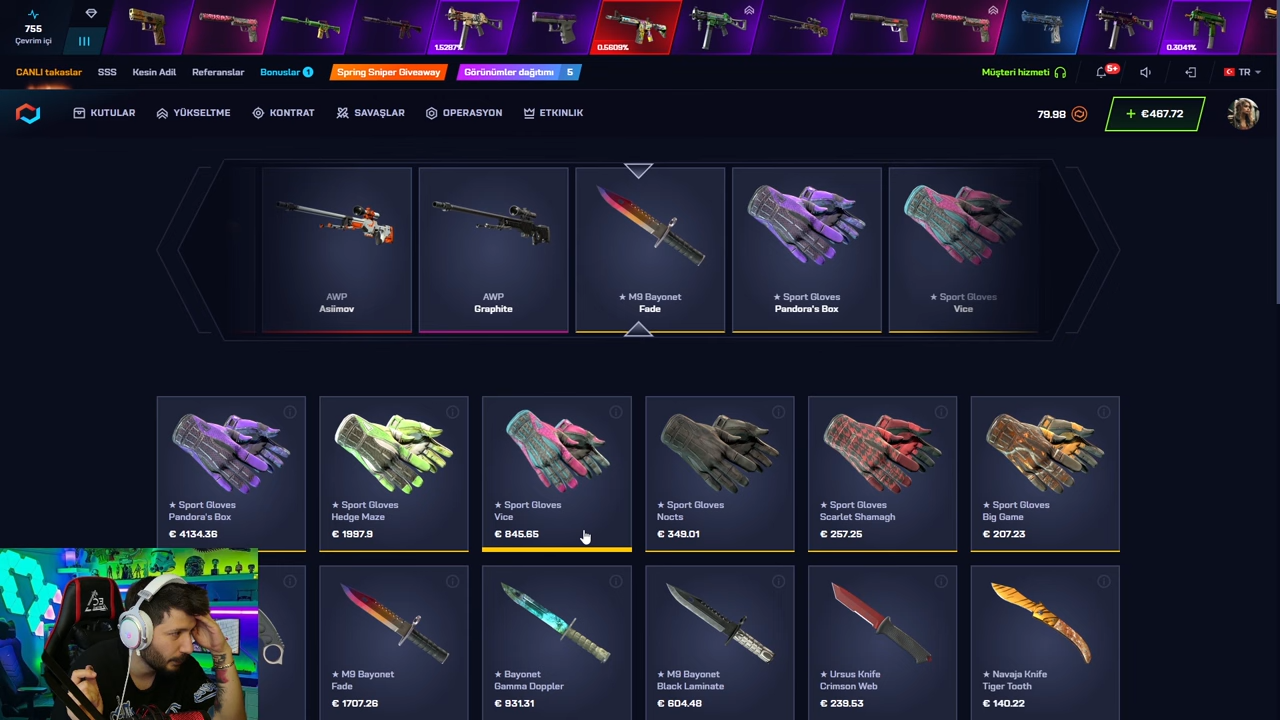 755
Çevrim içi
1.5287%
0.5609%
0.3041%
CANLI takaslar
SSS
Kesin Adil
Referanslar
Bonuslar 1
Spring Sniper Giveaway
Görünümler dağıtımı 5
Müşteri hizmeti
5+
TR
KUTULAR
YÜKSELTME
KONTRAT
SAVAŞLAR
OPERASYON
ETKINLIK
79.98
+ €467.72
AWP
Asiimov
AWP
Graphite
★ M9 Bayonet
Fade
★ Sport Gloves
Pandora's Box
★ Sport Gloves
Vice
★ Sport Gloves
Pandora's Box
€ 4134.36
★ Sport Gloves
Hedge Maze
€ 1997.9
★ Sport Gloves
Vice
€ 845.65
★ Sport Gloves
Nocts
€ 349.01
★ Sport Gloves
Scarlet Shamagh
€ 257.25
★ Sport Gloves
Big Game
€ 207.23
★ M9 Bayonet
Fade
€ 1707.26
★ Bayonet
Gamma Doppler
€ 931.31
★ M9 Bayonet
Black Laminate
€ 604.48
★ Ursus Knife
Crimson Web
€ 239.53
★ Navaja Knife
Tiger Tooth
€ 140.22